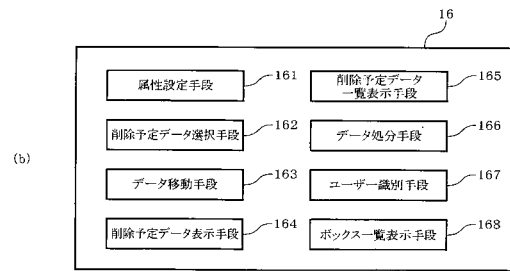 16
属性設定手段 161
削除予定データ
一覧表示手段 165
削除予定データ選択手段 162
データ処分手段 166
(b)
データ移動手段 163
ユーザー識別手段 167
削除予定データ表示手段 164
ボックス一覧表示手段 168